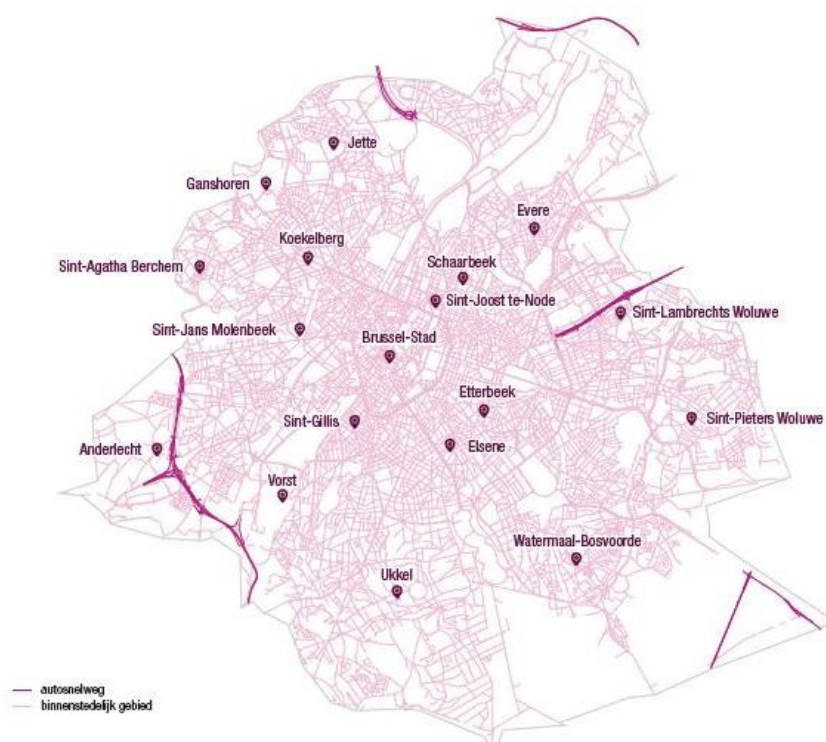 Jette
Ganshoren
Evere
Koekelberg
Sint-Agatha Berchem
Schaarbeek
Sint-Joost te-Node
Sint-Lambrechts Woluwe
Sint-Jans Molenbeek
Brussel-Stad
Etterbeek
Sint-Gillis
Sint-Pieters Woluwe
Anderlecht
Elsene
Vorst
Watermaal-Bosvoorde
Ukkel
autosnelweg
binnenstedelijk gebied